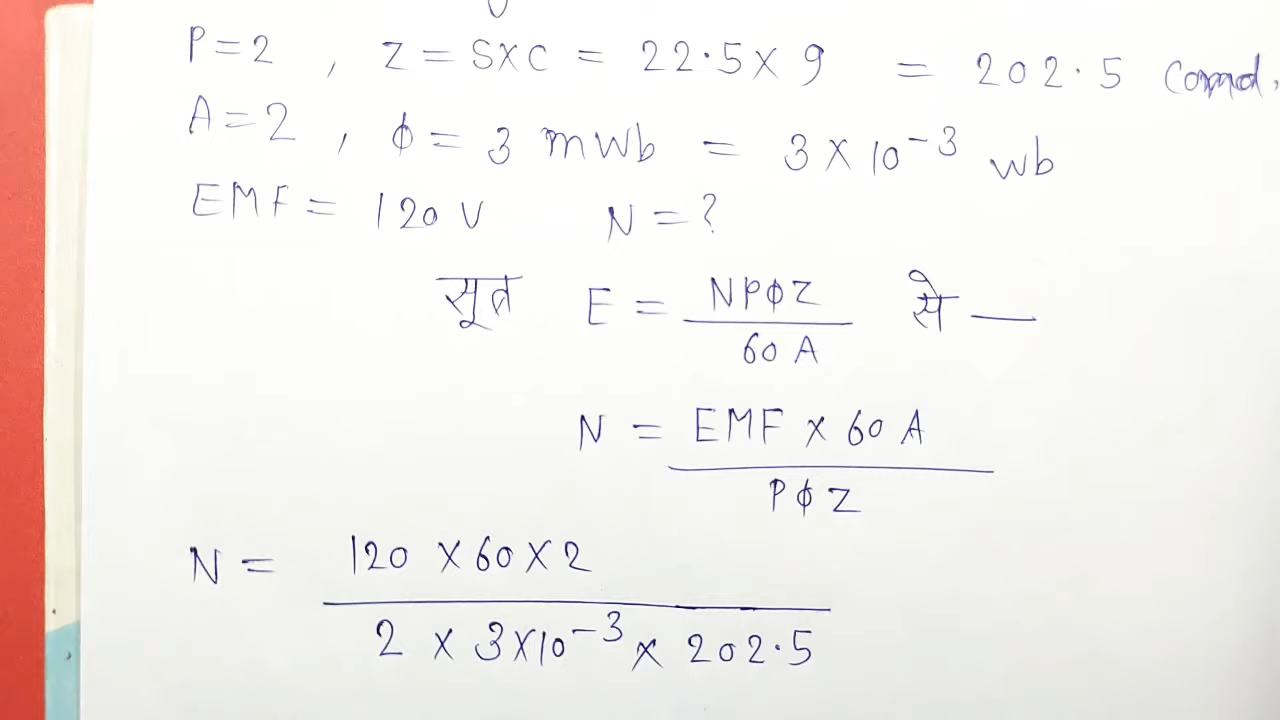 P = 2 , Z = S×C = 22.5 × 9 = 202.5 Cond.
A = 2 , ϕ = 3 mwb = 3 × 10⁻³ wb
EMF = 120 V N = ?
सूत्र E = NPϕZ / 60 A से —
N = EMF × 60 A / PϕZ
N = 120 × 60 × 2 / 2 × 3×10⁻³ × 202.5